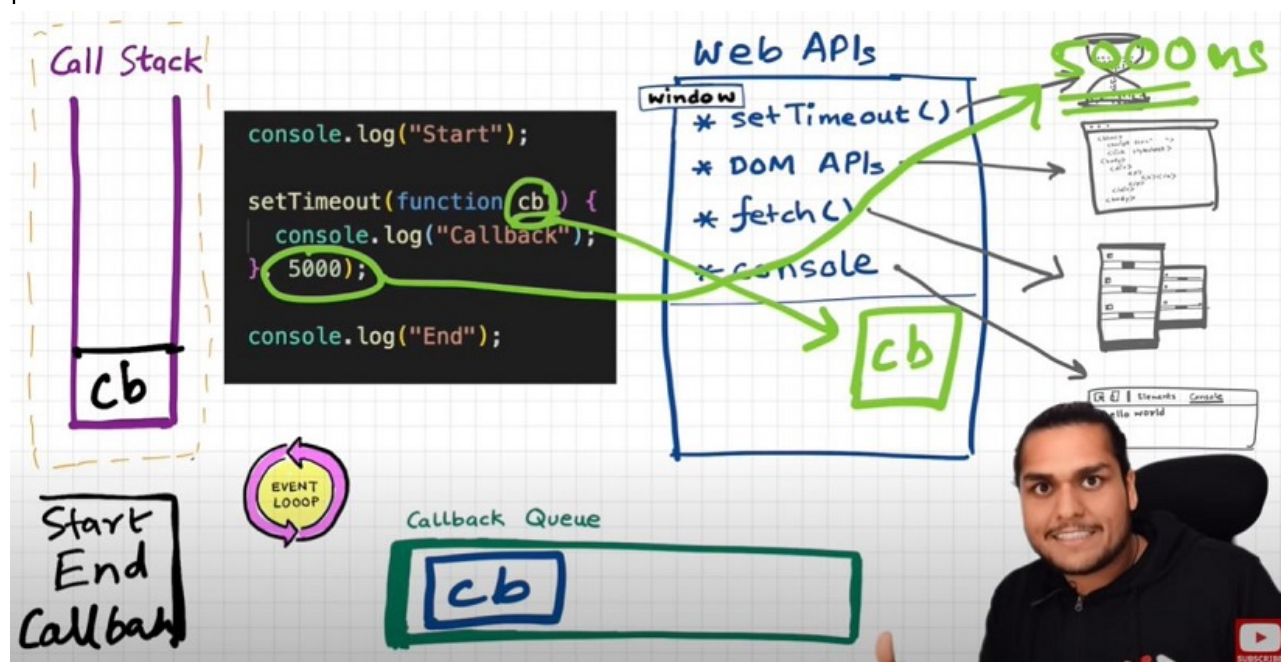 Call Stack
cb
Start
End
Callback
console.log("Start");
setTimeout(function cb() {
console.log("Callback");
}, 5000);
console.log("End");
EVENT
LOOOP
Callback Queue
cb
Web APIs
window
* setTimeout()
* DOM APIs
* fetch()
* console
cb
5000 ms
Elements Console
Hello world
SUBSCRIBE